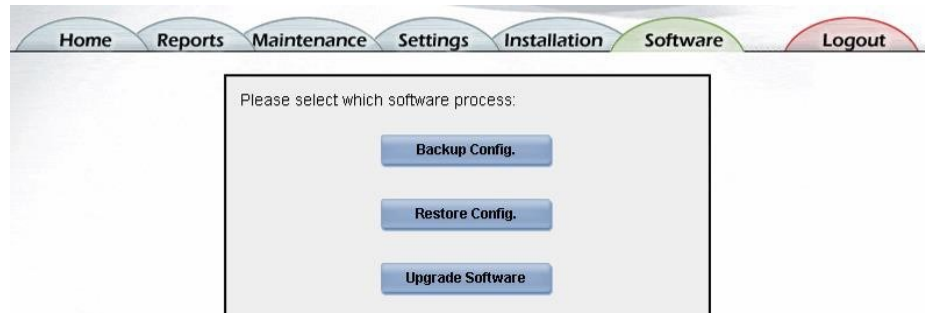 Home Reports Maintenance Settings Installation Software Logout
Please select which software process:
Backup Config.
Restore Config.
Upgrade Software